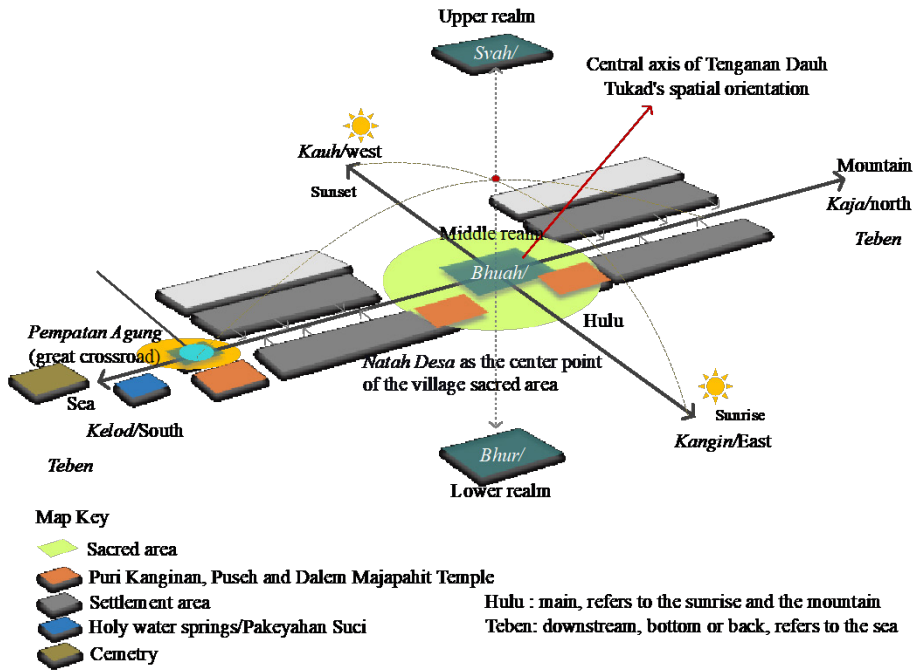 Upper realm
Svah/
Central axis of Tenganan Dauh
Tukad's spatial orientation
Kauh/west
Sunset
Mountain
Kaja/north
Teben
Middle realm
Bhuah/
Hulu
Pempatan Agung
(great crossroad)
Natah Desa as the center point
of the village sacred area
Sea
Kelod/South
Teben
Sunrise
Kangin/East
Bhur/
Lower realm
Map Key
Sacred area
Puri Kanginan, Puseh and Dalem Majapahit Temple
Settlement area
Holy water springs/Pakeyahan Suci
Cemetry
Hulu : main, refers to the sunrise and the mountain
Teben: downstream, bottom or back, refers to the sea